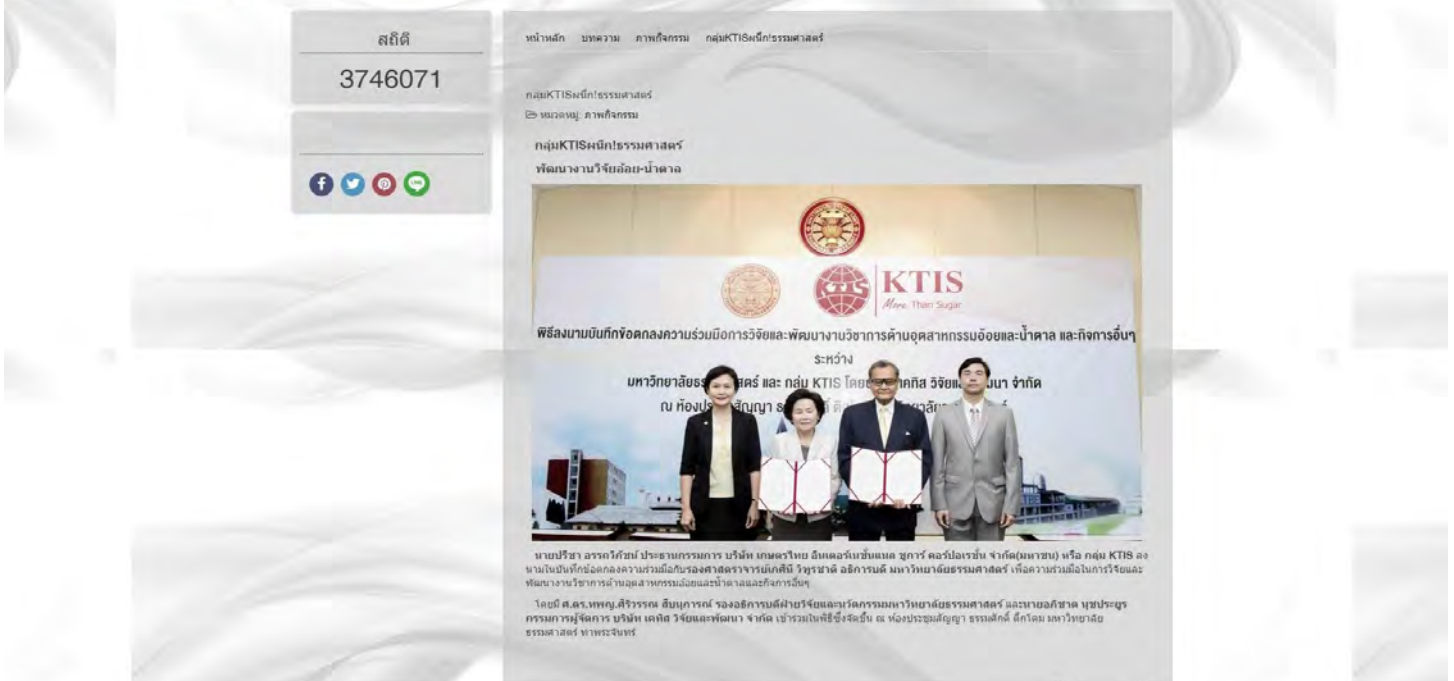 สถิติ
3746071
หน้าหลัก บทความ ภาพกิจกรรม กลุ่มKTISผนึก!ธรรมศาสตร์
กลุ่มKTISผนึก!ธรรมศาสตร์
หมวดหมู่: ภาพกิจกรรม
กลุ่มKTISผนึก!ธรรมศาสตร์
พัฒนางานวิจัยอ้อย-น้ำตาล
KTIS
KTIS
More Than Sugar
พิธีลงนามบันทึกข้อตกลงความร่วมมือการวิจัยและพัฒนางานวิชาการด้านอุตสาหกรรมอ้อยและน้ำตาล และกิจการอื่นๆ
ระหว่าง
และ กลุ่ม KTIS วิจัย จำกัด
ณ
นายปรีชา อรรถวิภัชน์ ประธานกรรมการ บริษัท เกษตรไทย อินเตอร์เนชั่นแนล ชูการ์ คอร์ปอเรชั่น จำกัด(มหาชน) หรือ กลุ่ม KTIS ลง
นามในบันทึกข้อตกลงความร่วมมือกับรองศาสตราจารย์เกศินี วิฑูรชาติ อธิการบดี มหาวิทยาลัยธรรมศาสตร์ เพื่อความร่วมมือในการวิจัยและ
พัฒนางานวิชาการด้านอุตสาหกรรมอ้อยและน้ำตาลและกิจการอื่นๆ
โดยมี ศ.ดร.ทพญ.ศิริวรรณ สืบนุการณ์ รองอธิการบดีฝ่ายวิจัยและนวัตกรรมมหาวิทยาลัยธรรมศาสตร์ และนายอภิชาต นุชประยูร
กรรมการผู้จัดการ บริษัท เคทิส วิจัยและพัฒนา จำกัด เข้าร่วมในพิธีซึ่งจัดขึ้น ณ ห้องประชุมสัญญา ธรรมศักดิ์ ตึกโดม มหาวิทยาลัย
ธรรมศาสตร์ ท่าพระจันทร์